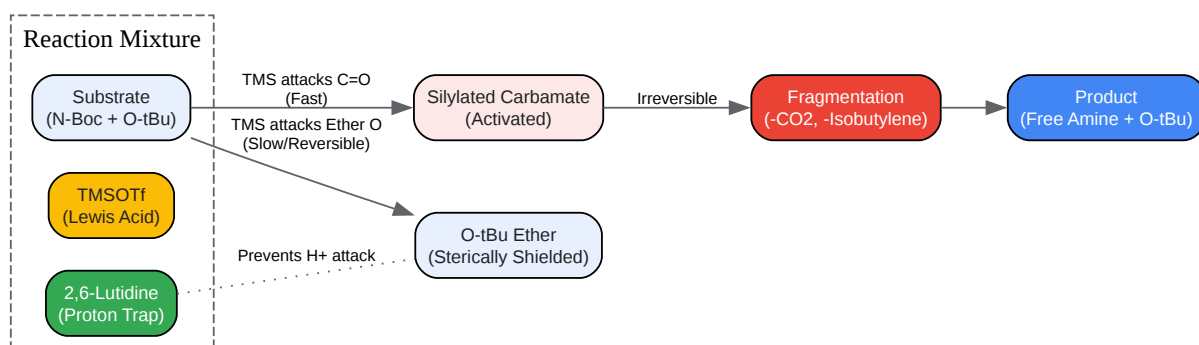 Reaction Mixture
Substrate
(N-Boc + O-tBu)
TMS attacks C=O
(Fast)
TMS attacks Ether O
(Slow/Reversible)
Silylated Carbamate
(Activated)
Irreversible
Fragmentation
(-CO2, -Isobutylene)
Product
(Free Amine + O-tBu)
TMSOTf
(Lewis Acid)
O-tBu Ether
(Sterically Shielded)
Prevents H+ attack
2,6-Lutidine
(Proton Trap)